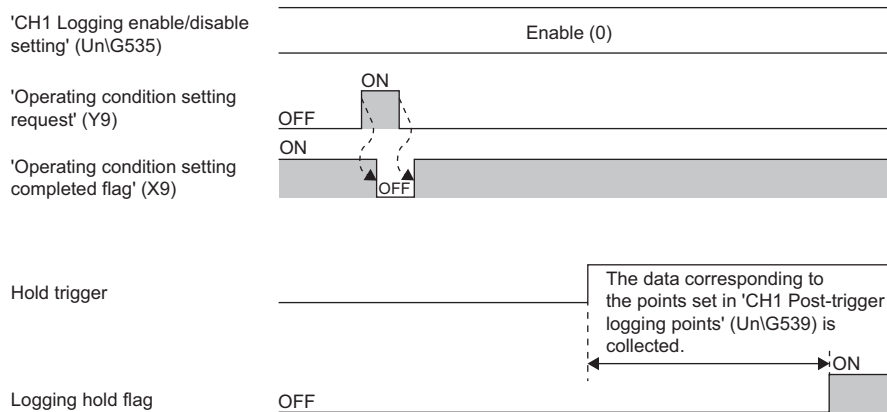 'CH1 Logging enable/disable
setting' (Un\G535)
Enable (0)
'Operating condition setting
request' (Y9)
ON
OFF
'Operating condition setting
completed flag' (X9)
ON
OFF
Hold trigger
The data corresponding to
the points set in 'CH1 Post-trigger
logging points' (Un\G539) is
collected.
Logging hold flag
OFF
ON